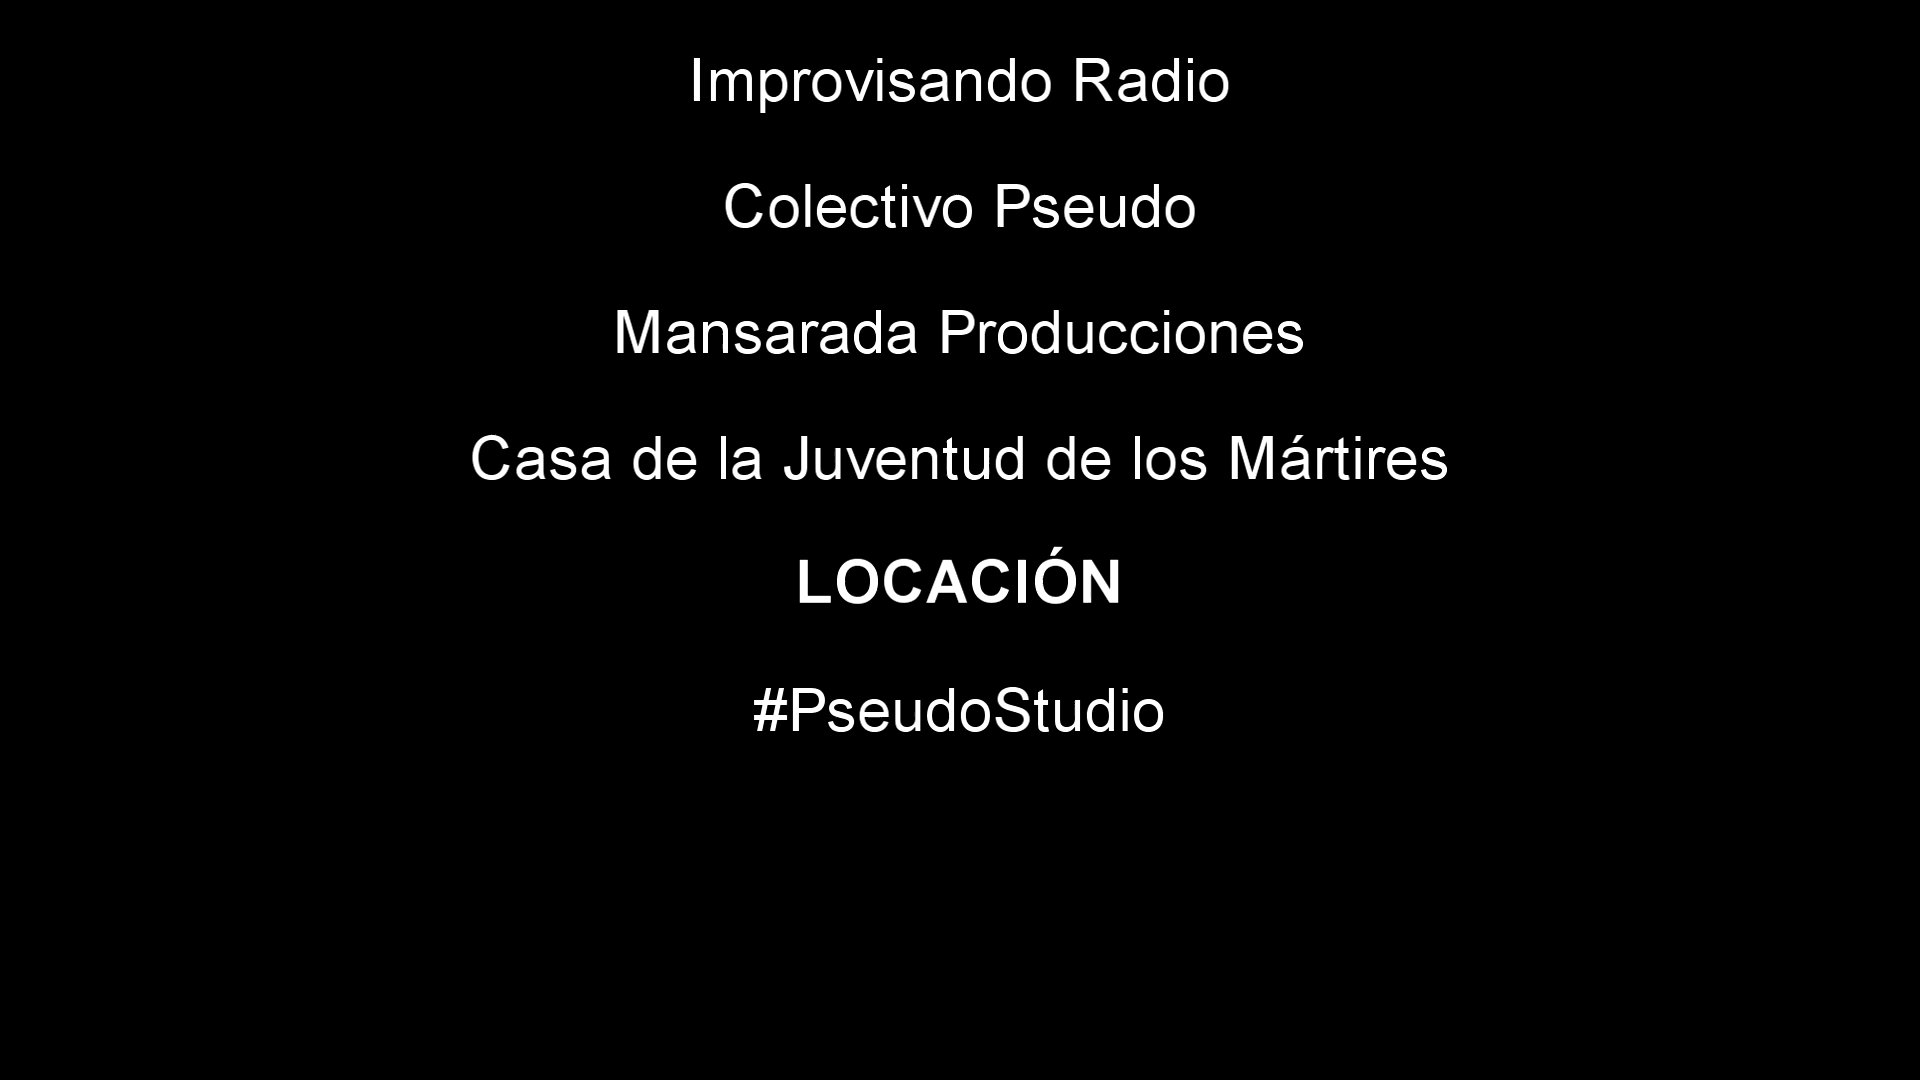 Improvisando Radio
Colectivo Pseudo
Mansarada Producciones
Casa de la Juventud de los Mártires
LOCACIÓN
#PseudoStudio